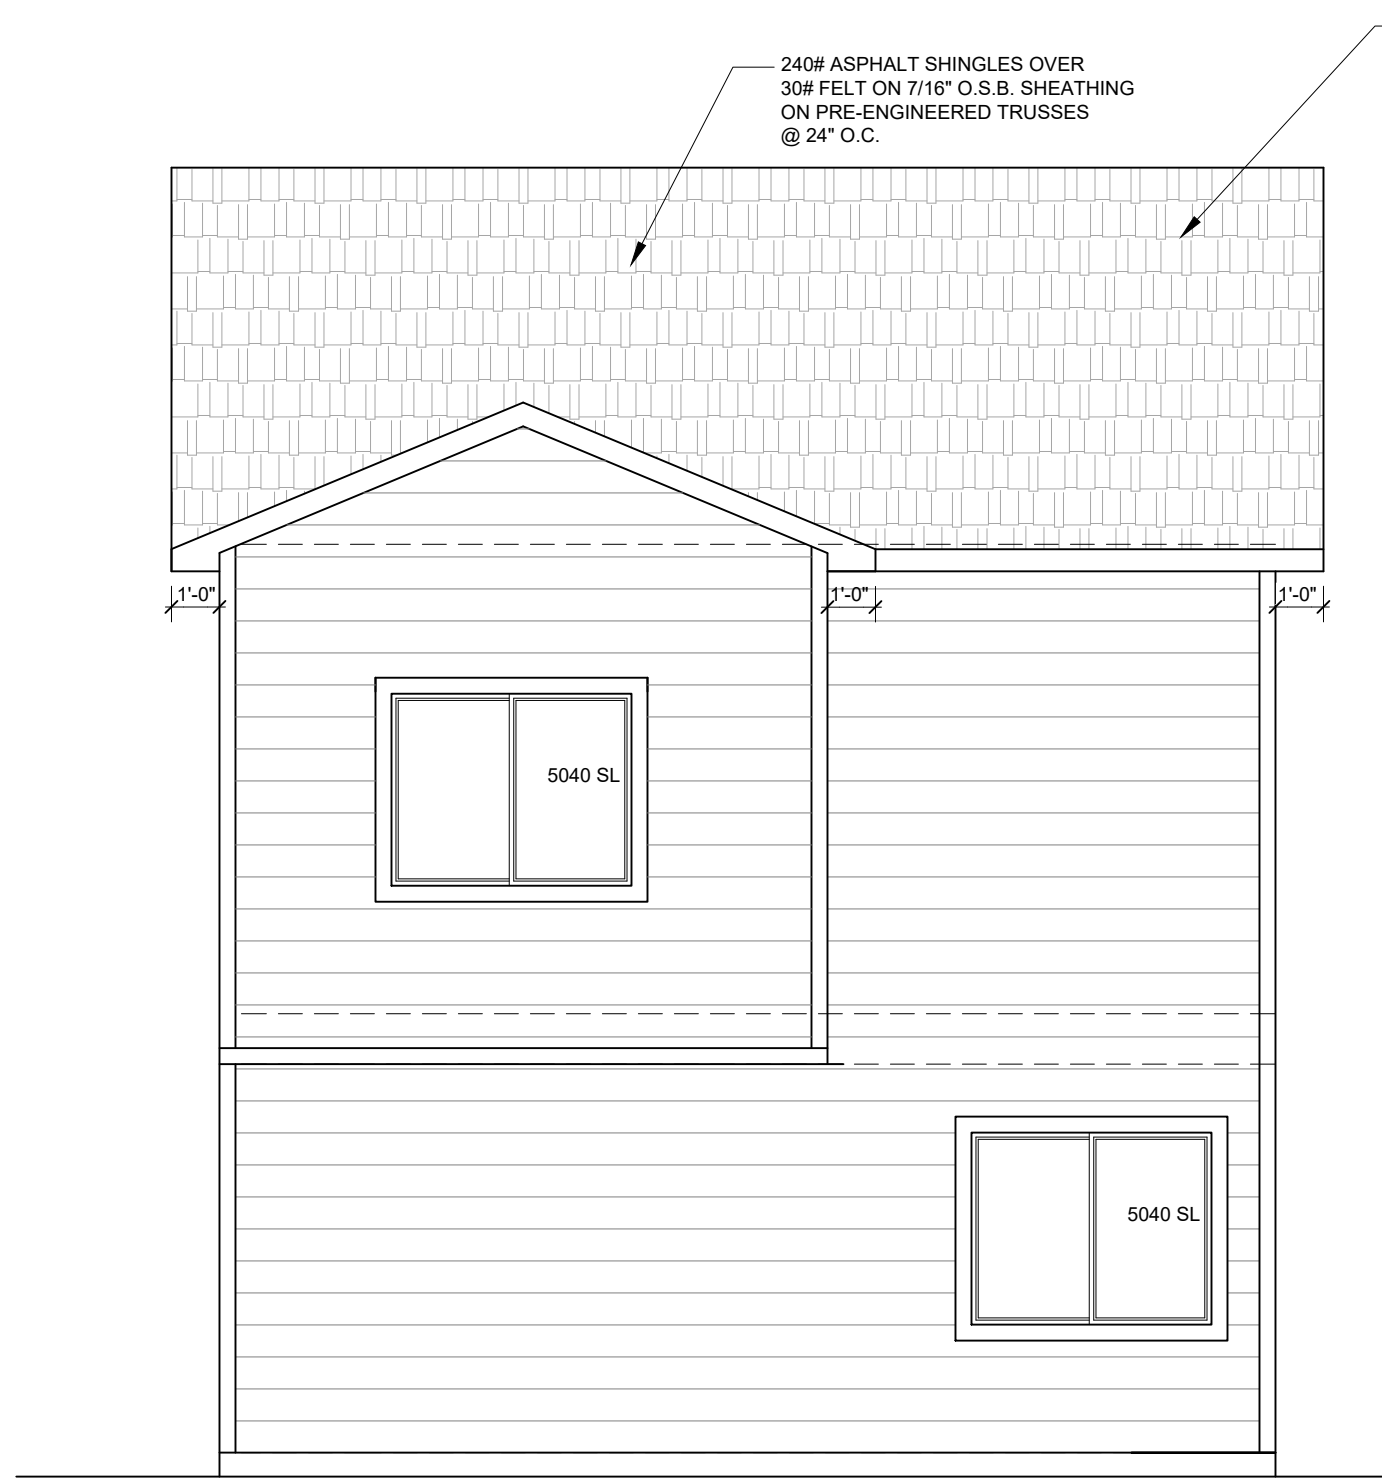 240# ASPHALT SHINGLES OVER
30# FELT ON 7/16" O.S.B. SHEATHING
ON PRE-ENGINEERED TRUSSES
@ 24" O.C.
1'-0" 1'-0" 1'-0"
5040 SL
5040 SL